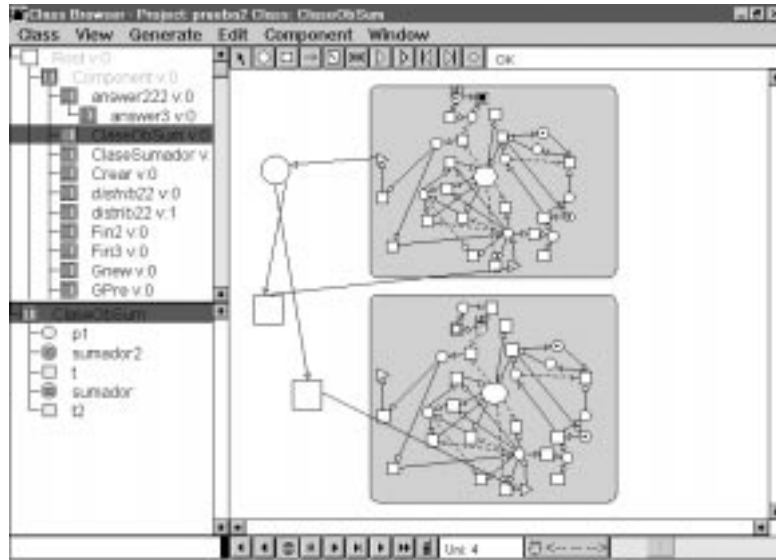 Class Browser - Project: prueba2 Class: ClaseObSum
Class View Generate Edit Component Window
OK
Root v:0
Component v:0
answer222 v:0
answer3 v:0
ClaseObSum v:0
ClaseSumador v:
Crear v:0
distrib22 v:0
distrib22 v:1
Fin2 v:0
Fin3 v:0
Gnew v:0
GPre v:0
ClaseObSum
p1
sumador2
t
sumador
t2
Uni: 4
<-- -- -->